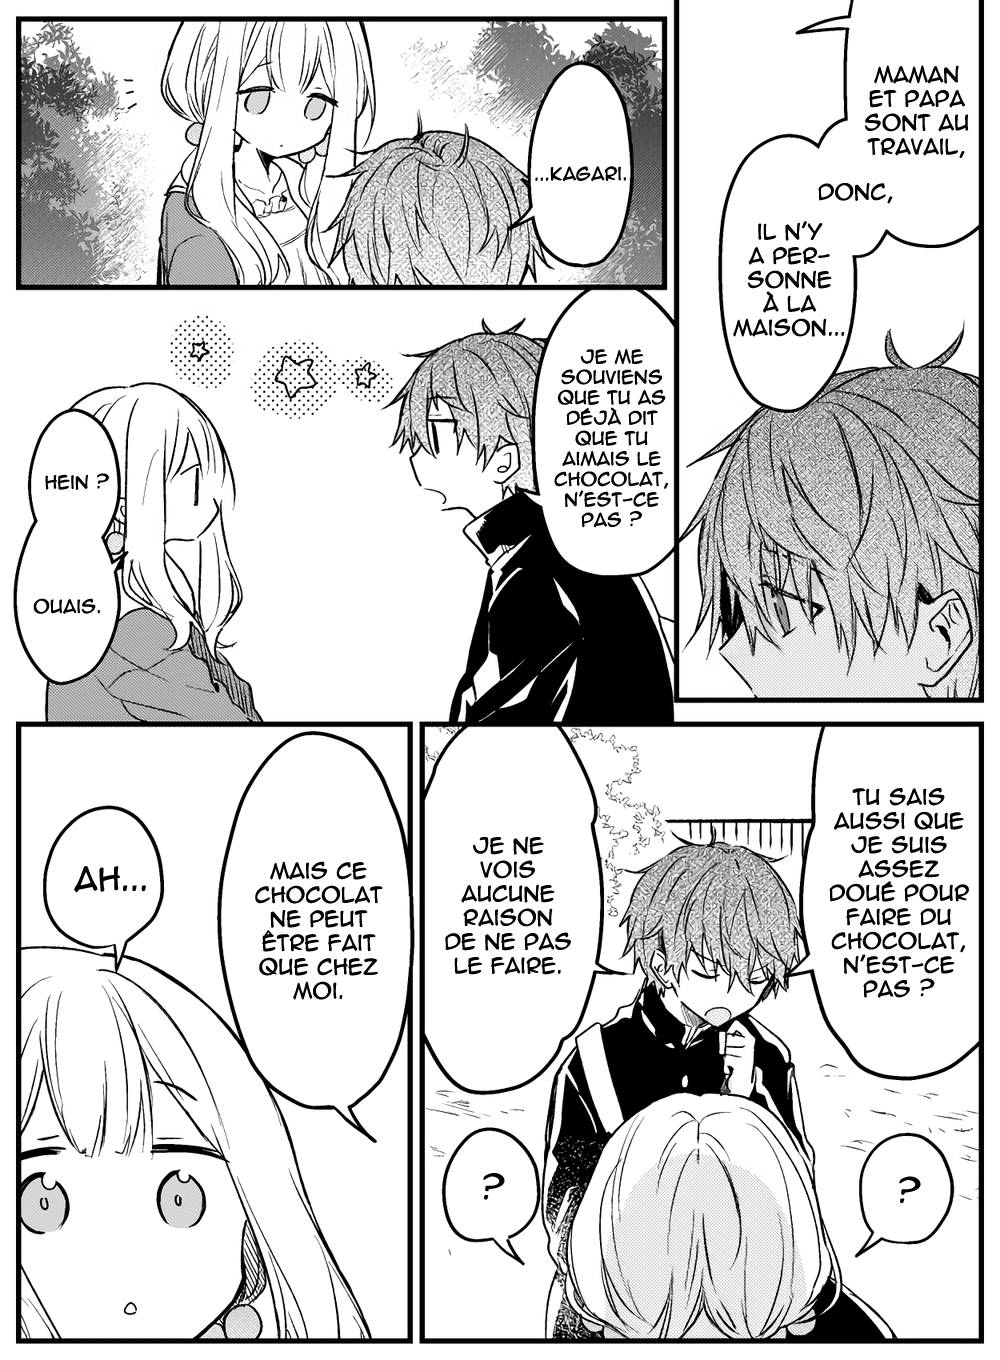 MAMAN
ET PAPA
SONT AU
TRAVAIL,
DONC,
IL N'Y
A PER-
SONNE
À LA
MAISON...
...KAGARI.
JE ME
SOUVIENS
QUE TU AS
DÉJÀ DIT
QUE TU
AIMAIS LE
CHOCOLAT,
N'EST-CE
PAS ?
HEIN ?
OUAIS.
TU SAIS
AUSSI QUE
JE SUIS
ASSEZ
DOUÉ POUR
FAIRE DU
CHOCOLAT,
N'EST-CE
PAS ?
?
JE NE
VOIS
AUCUNE
RAISON
DE NE PAS
LE FAIRE.
?
MAIS CE
CHOCOLAT
NE PEUT
ÊTRE FAIT
QUE CHEZ
MOI.
AH...